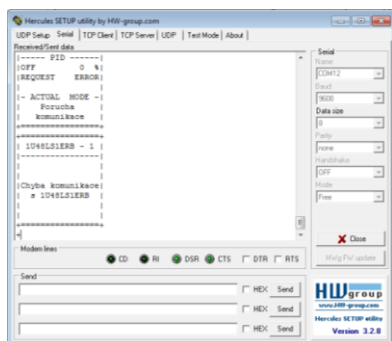 Hercules SETUP utility by HW-group.com
UDP Setup Serial TCP Client TCP Server UDP Test Mode About
Received/Sent data
|----- PID ------|
|OFF 0 %|
|REQUEST ERROR|
| |
|- ACTUAL MODE -|
| Porucha
| komunikace |
+================+
+================+
|1U48LS1ERB - 1 |
|----------------|
| |
|Chyba komunikace|
| s 1U48LS1ERB |
| |
| |
+================+
Serial
Name
COM12
Baud
9600
Data size
8
Parity
none
Handshake
OFF
Mode
Free
Close
HWg FW update
Modem lines
CD RI DSR CTS DTR RTS
Send
HEX Send
HEX Send
HEX Send
HWgroup
www.HW-group.com
Hercules SETUP utility
Version 3.2.8